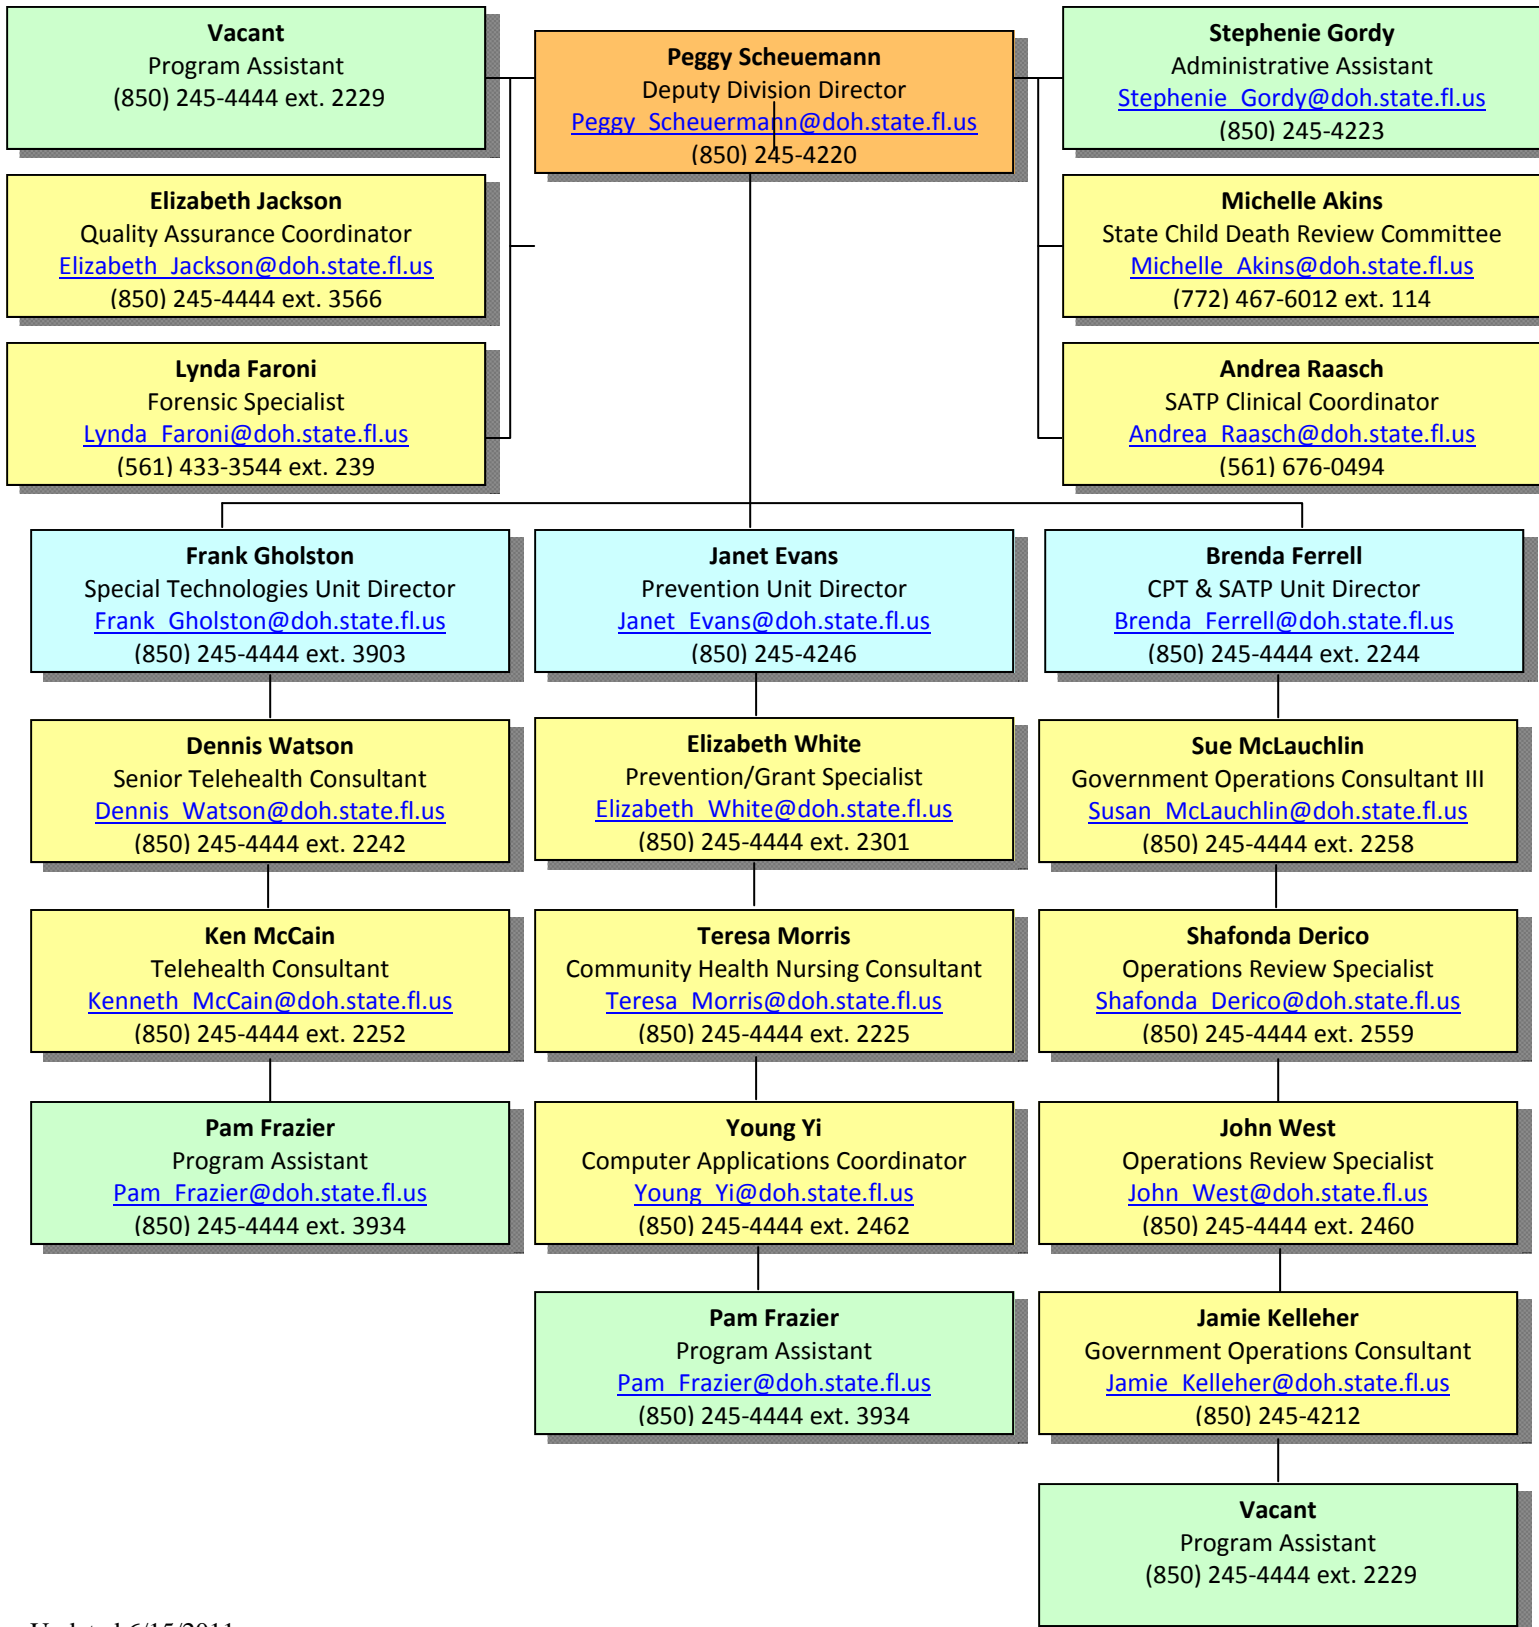 Vacant
Program Assistant
(850) 245-4444 ext. 2229
Peggy Scheuemann
Deputy Division Director
Peggy_Scheuermann@doh.state.fl.us
(850) 245-4220
Stephenie Gordy
Administrative Assistant
Stephenie_Gordy@doh.state.fl.us
(850) 245-4223
Elizabeth Jackson
Quality Assurance Coordinator
Elizabeth_Jackson@doh.state.fl.us
(850) 245-4444 ext. 3566
Michelle Akins
State Child Death Review Committee
Michelle_Akins@doh.state.fl.us
(772) 467-6012 ext. 114
Lynda Faroni
Forensic Specialist
Lynda_Faroni@doh.state.fl.us
(561) 433-3544 ext. 239
Andrea Raasch
SATP Clinical Coordinator
Andrea_Raasch@doh.state.fl.us
(561) 676-0494
Frank Gholston
Special Technologies Unit Director
Frank_Gholston@doh.state.fl.us
(850) 245-4444 ext. 3903
Janet Evans
Prevention Unit Director
Janet_Evans@doh.state.fl.us
(850) 245-4246
Brenda Ferrell
CPT & SATP Unit Director
Brenda_Ferrell@doh.state.fl.us
(850) 245-4444 ext. 2244
Dennis Watson
Senior Telehealth Consultant
Dennis_Watson@doh.state.fl.us
(850) 245-4444 ext. 2242
Elizabeth White
Prevention/Grant Specialist
Elizabeth_White@doh.state.fl.us
(850) 245-4444 ext. 2301
Sue McLauchlin
Government Operations Consultant III
Susan_McLauchlin@doh.state.fl.us
(850) 245-4444 ext. 2258
Ken McCain
Telehealth Consultant
Kenneth_McCain@doh.state.fl.us
(850) 245-4444 ext. 2252
Teresa Morris
Community Health Nursing Consultant
Teresa_Morris@doh.state.fl.us
(850) 245-4444 ext. 2225
Shafonda Derico
Operations Review Specialist
Shafonda_Derico@doh.state.fl.us
(850) 245-4444 ext. 2559
Pam Frazier
Program Assistant
Pam_Frazier@doh.state.fl.us
(850) 245-4444 ext. 3934
Young Yi
Computer Applications Coordinator
Young_Yi@doh.state.fl.us
(850) 245-4444 ext. 2462
John West
Operations Review Specialist
John_West@doh.state.fl.us
(850) 245-4444 ext. 2460
Pam Frazier
Program Assistant
Pam_Frazier@doh.state.fl.us
(850) 245-4444 ext. 3934
Jamie Kelleher
Government Operations Consultant
Jamie_Kelleher@doh.state.fl.us
(850) 245-4212
Vacant
Program Assistant
(850) 245-4444 ext. 2229
Updated 6/15/2011